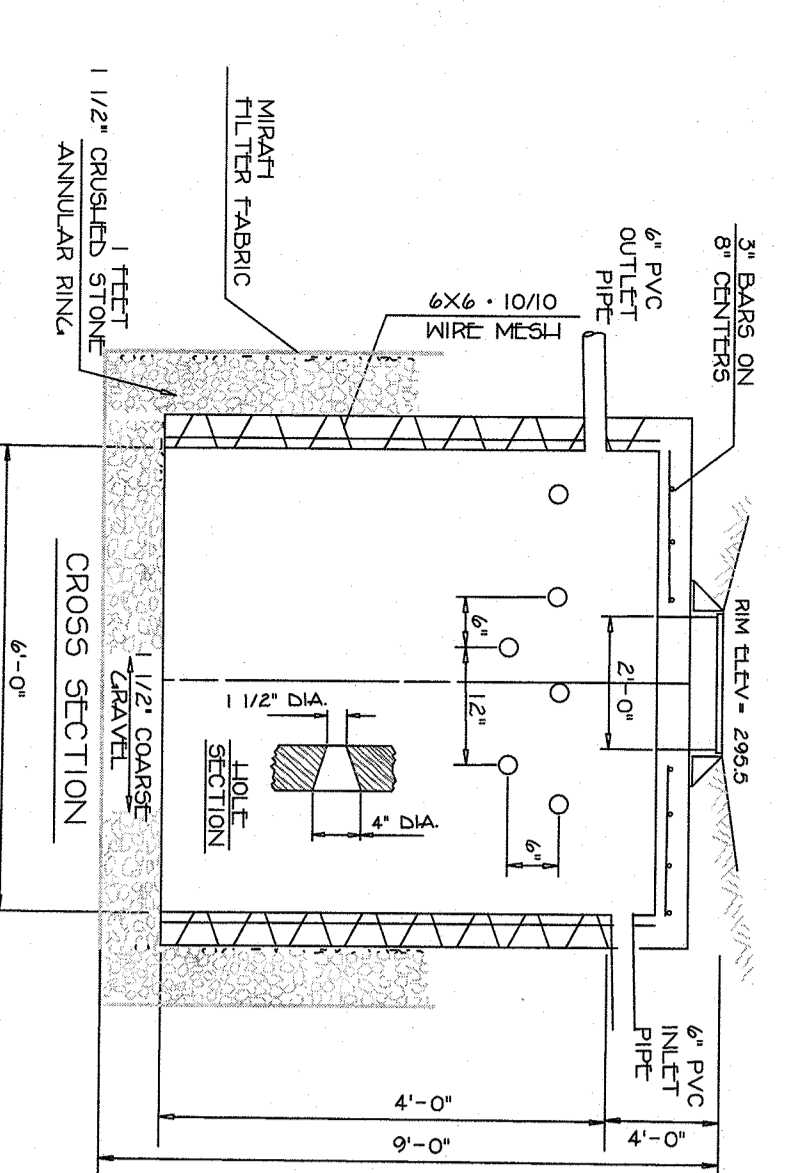 3" BARS ON
8" CENTERS
RIM ELEV= 295.5
6" PVC
OUTLET
PIPE
6" PVC
INLET
PIPE
6X6 · 10/10
WIRE MESH
MIRAFI
FILTER FABRIC
2'-0"
6"
12"
6"
1 1/2" DIA.
4" DIA.
HOLE
SECTION
4'-0"
4'-0"
9'-0"
1 FEET
1 1/2" CRUSHED STONE
ANNULAR RING
1 1/2" COARSE
GRAVEL
CROSS SECTION
6'-0"